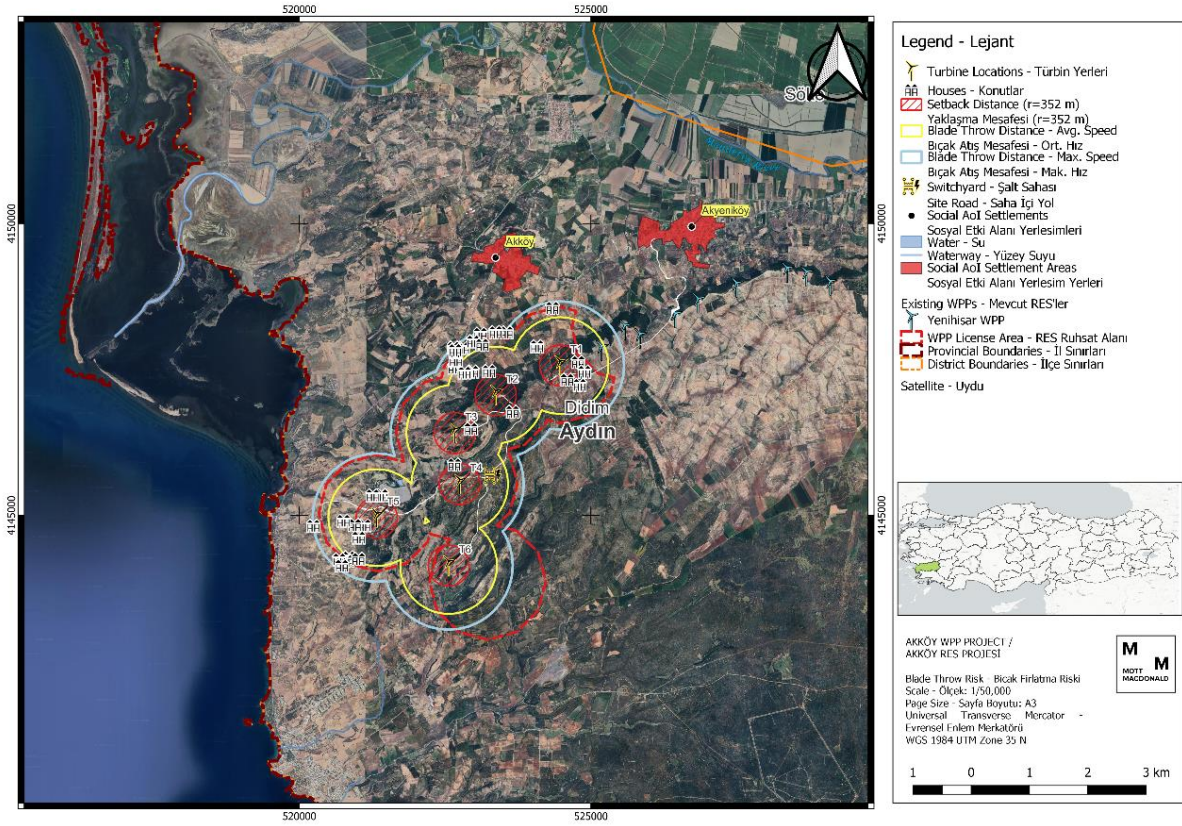 520000
525000
4150000
4145000
4150000
4145000
520000
525000
Akköy
Akyeniköy
T1
T2
T3
T4
T5
T6
Didim
Aydın
Legend - Lejant
Turbine Locations - Türbin Yerleri
Houses - Konutlar
Setback Distance (r=352 m)
Yaklaşma Mesafesi (r=352 m)
Blade Throw Distance - Avg. Speed
Bıçak Atış Mesafesi - Ort. Hız
Blade Throw Distance - Max. Speed
Bıçak Atış Mesafesi - Mak. Hız
Switchyard - Şalt Sahası
Site Road - Saha İçi Yol
Social AoI Settlements
Sosyal Etki Alanı Yerleşimleri
Water - Su
Waterway - Yüzey Suyu
Social AoI Settlement Areas
Sosyal Etki Alanı Yerleşim Yerleri
Existing WPPs - Mevcut RES'ler
Yenihisar WPP
WPP License Area - RES Ruhsat Alanı
Provincial Boundaries - İl Sınırları
District Boundaries - İlçe Sınırları
Satellite - Uydu
AKKÖY WPP PROJECT /
AKKÖY RES PROJESİ
M
M
MOTT
MACDONALD
Blade Throw Risk - Bıcak Fırlatma Riski
Scale - Ölçek: 1/50,000
Page Size - Sayfa Boyutu: A3
Universal Transverse Mercator -
Evrensel Enlem Merkatörü
WGS 1984 UTM Zone 35 N
1 0 1 2 3 km